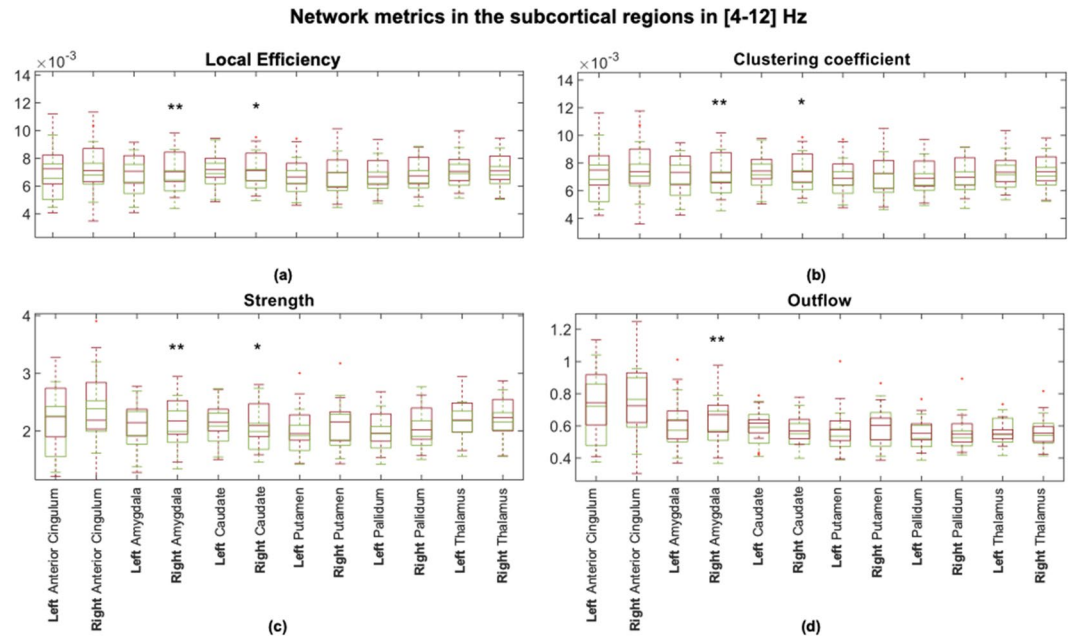 Network metrics in the subcortical regions in [4-12] Hz
Local Efficiency
×10⁻³
14
12
10
8
6
4
** *
(a)
Clustering coefficient
×10⁻³
14
12
10
8
6
4
** *
(b)
Strength
4
3
2
** *
Left Anterior Cingulum
Right Anterior Cingulum
Left Amygdala
Right Amygdala
Left Caudate
Right Caudate
Left Putamen
Right Putamen
Left Pallidum
Right Pallidum
Left Thalamus
Right Thalamus
(c)
Outflow
1.2
1
0.8
0.6
0.4
**
Left Anterior Cingulum
Right Anterior Cingulum
Left Amygdala
Right Amygdala
Left Caudate
Right Caudate
Left Putamen
Right Putamen
Left Pallidum
Right Pallidum
Left Thalamus
Right Thalamus
(d)